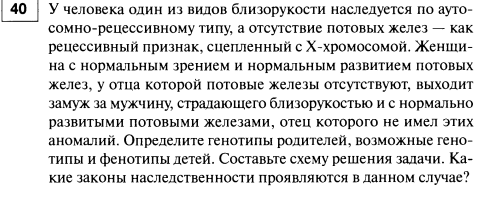 40 У человека один из видов близорукости наследуется по ауто-
сомно-рецессивному типу, а отсутствие потовых желез — как
рецессивный признак, сцепленный с Х-хромосомой. Женщи-
на с нормальным зрением и нормальным развитием потовых
желез, у отца которой потовые железы отсутствуют, выходит
замуж за мужчину, страдающего близорукостью и с нормально
развитыми потовыми железами, отец которого не имел этих
аномалий. Определите генотипы родителей, возможные гено-
типы и фенотипы детей. Составьте схему решения задачи. Ка-
кие законы наследственности проявляются в данном случае?